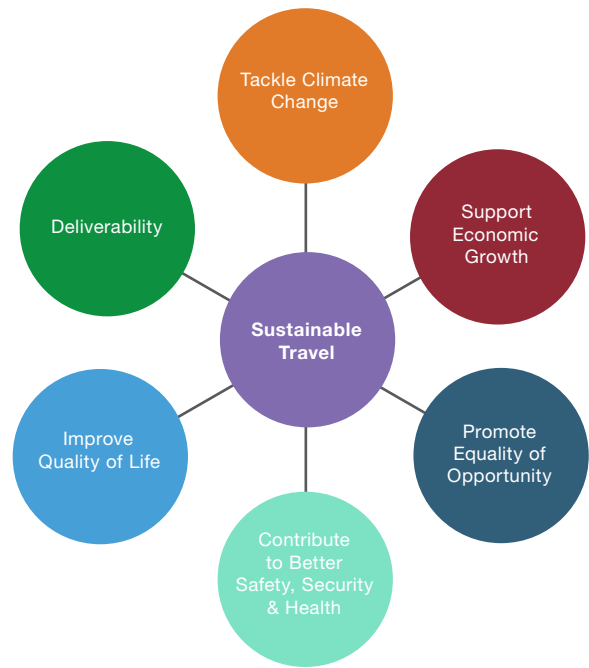 Tackle Climate
Change
Deliverability
Support
Economic
Growth
Sustainable
Travel
Improve
Quality of Life
Promote
Equality of
Opportunity
Contribute
to Better
Safety, Security
& Health